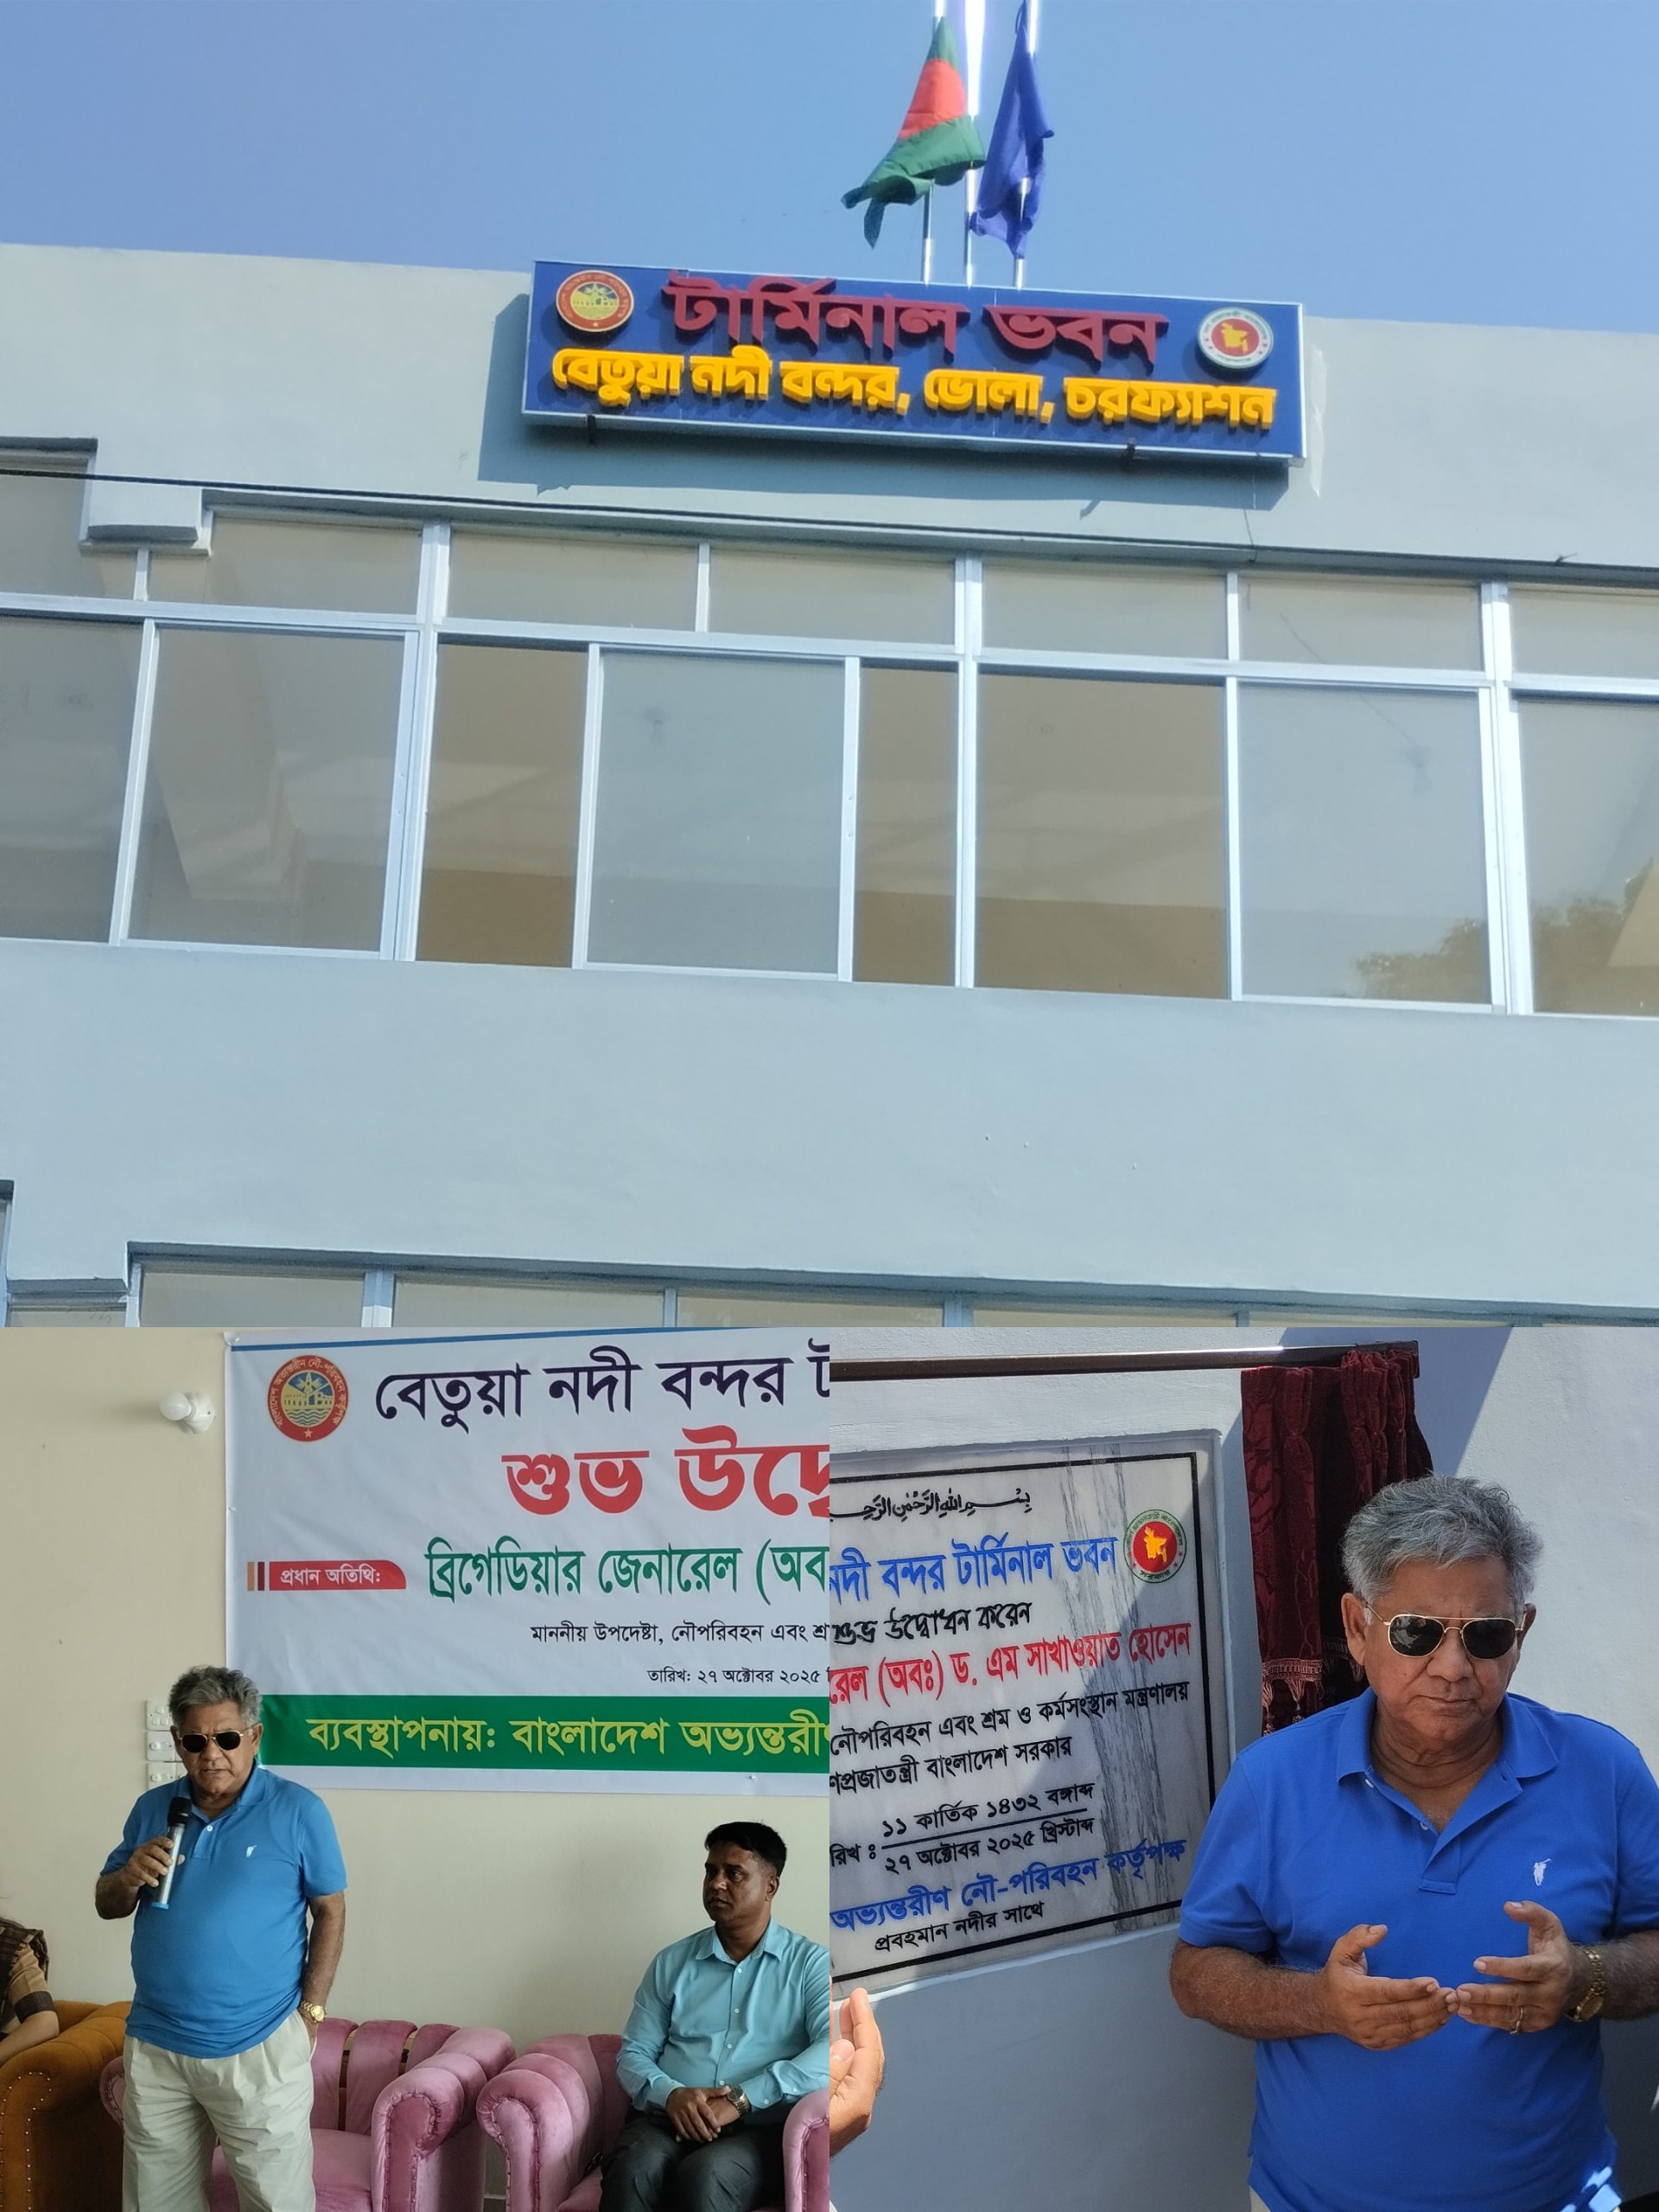 টার্মিনাল ভবন
বেতুয়া নদী বন্দর, ভোলা, চরফ্যাশন
বেতুয়া নদী বন্দর
শুভ
প্রধান অতিথি:
ব্রিগেডিয়ার জেনারেল
মাননীয় উপদেষ্টা, নৌপরিবহন এবং
তারিখ: ২৭ অক্টোবর ২০২৫
ব্যবস্থাপনায়: বাংলাদেশ
নদী বন্দর টার্মিনাল ভবন
শুভ উদ্বোধন করেন
(অবঃ) ড. এম সাখাওয়াত হোসেন
নৌপরিবহন এবং শ্রম ও কর্মসংস্থান মন্ত্রণালয়
বাংলাদেশ সরকার
১১ কার্তিক ১৪৩২ বঙ্গাব্দ
২৭ অক্টোবর ২০২৫ খ্রিস্টাব্দ
অভ্যন্তরীণ নৌ-পরিবহন কর্তৃপক্ষ
প্রবহমান নদীর সাথে